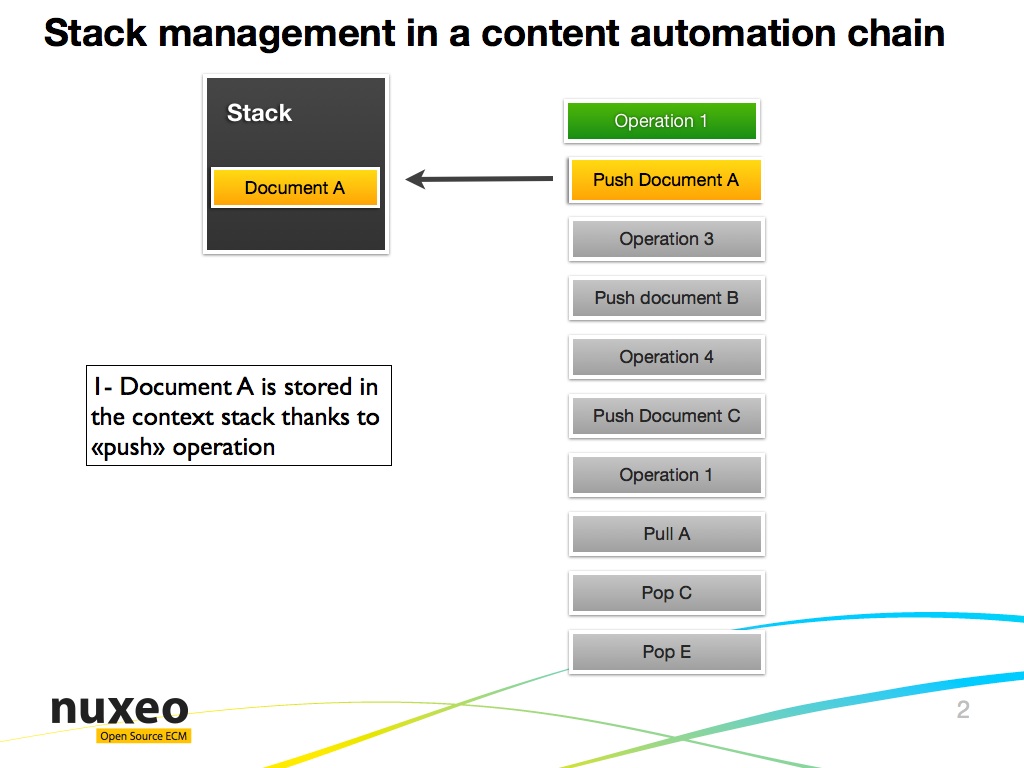 Stack management in a content automation chain
Stack
Document A
Operation 1
Push Document A
Operation 3
Push document B
Operation 4
Push Document C
Operation 1
Pull A
Pop C
Pop E
1- Document A is stored in
the context stack thanks to
«push» operation
nuxeo
Open Source ECM
2